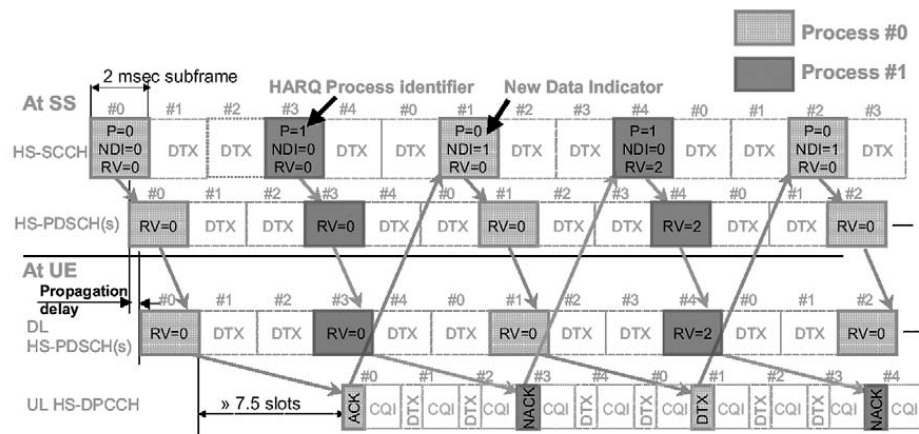 Process #0
Process #1
2 msec subframe
HARQ Process identifier
New Data Indicator
At SS
#0 #1 #2 #3 #4 #0 #1 #2 #3 #4 #0 #1 #2 #3
HS-SCCH
P=0 NDI=0 RV=0 DTX DTX P=1 NDI=0 RV=0 DTX DTX P=0 NDI=1 RV=0 DTX DTX P=1 NDI=0 RV=2 DTX DTX P=0 NDI=1 RV=0 DTX
#0 #1 #2 #3 #4 #0 #1 #2 #3 #4 #0 #1 #2
HS-PDSCH(s) RV=0 DTX DTX RV=0 DTX DTX RV=0 DTX DTX RV=2 DTX DTX RV=0
At UE
Propagation
delay
#0 #1 #2 #3 #4 #0 #1 #2 #3 #4 #0 #1 #2
DL
HS-PDSCH(s)
RV=0 DTX DTX RV=0 DTX DTX RV=0 DTX DTX RV=2 DTX DTX RV=0
#0 #1 #2 #3 #4 #0 #1 #2 #3 #4
UL HS-DPCCH
» 7.5 slots
ACK CQI DTX CQI DTX CQI NACK CQI DTX CQI DTX CQI DTX CQI DTX CQI DTX CQI NACK CQI